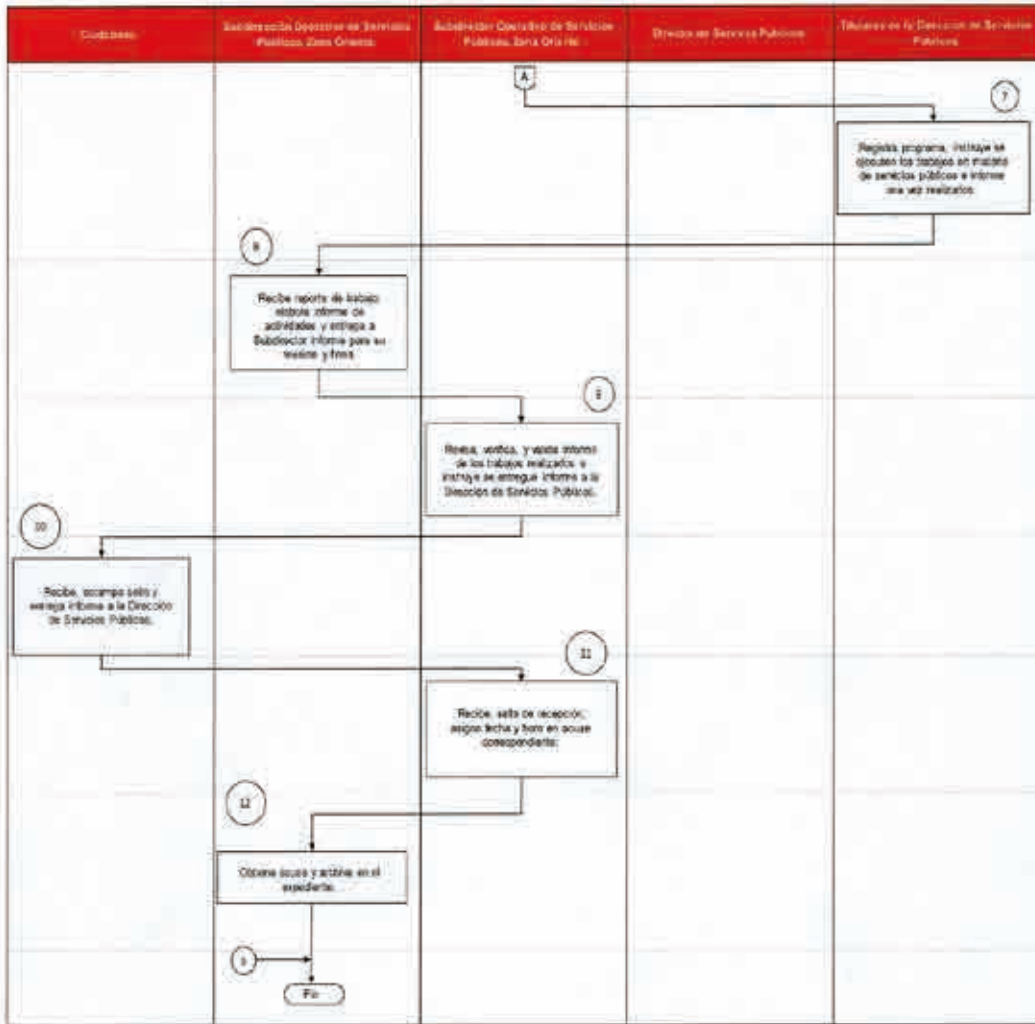 Ciudadano
Subdirección Operativa de Servicios
Públicos, Zona Oriente
Subdirector Operativo de Servicios
Públicos, Zona Oriente
Director de Servicios Públicos
Titulares de la Dirección de Servicios
Públicos
A
7
Registra programa, instruye se
ejecuten los trabajos en materia
de servicios públicos e informe
una vez realizados
8
Recibe reporte de trabajo
elabora informe de
actividades y entrega a
Subdirector informe para su
revisión y firma
9
Revisa, verifica, y valida informe
de los trabajos realizados e
instruye se entregue informe a la
Dirección de Servicios Públicos.
10
Recibe, estampa sello y
entrega informe a la Dirección
de Servicios Públicos.
11
Recibe, sello de recepción,
asigna fecha y hora en acuse
correspondiente.
12
Obtiene acuse y archiva en el
expediente.
Fin